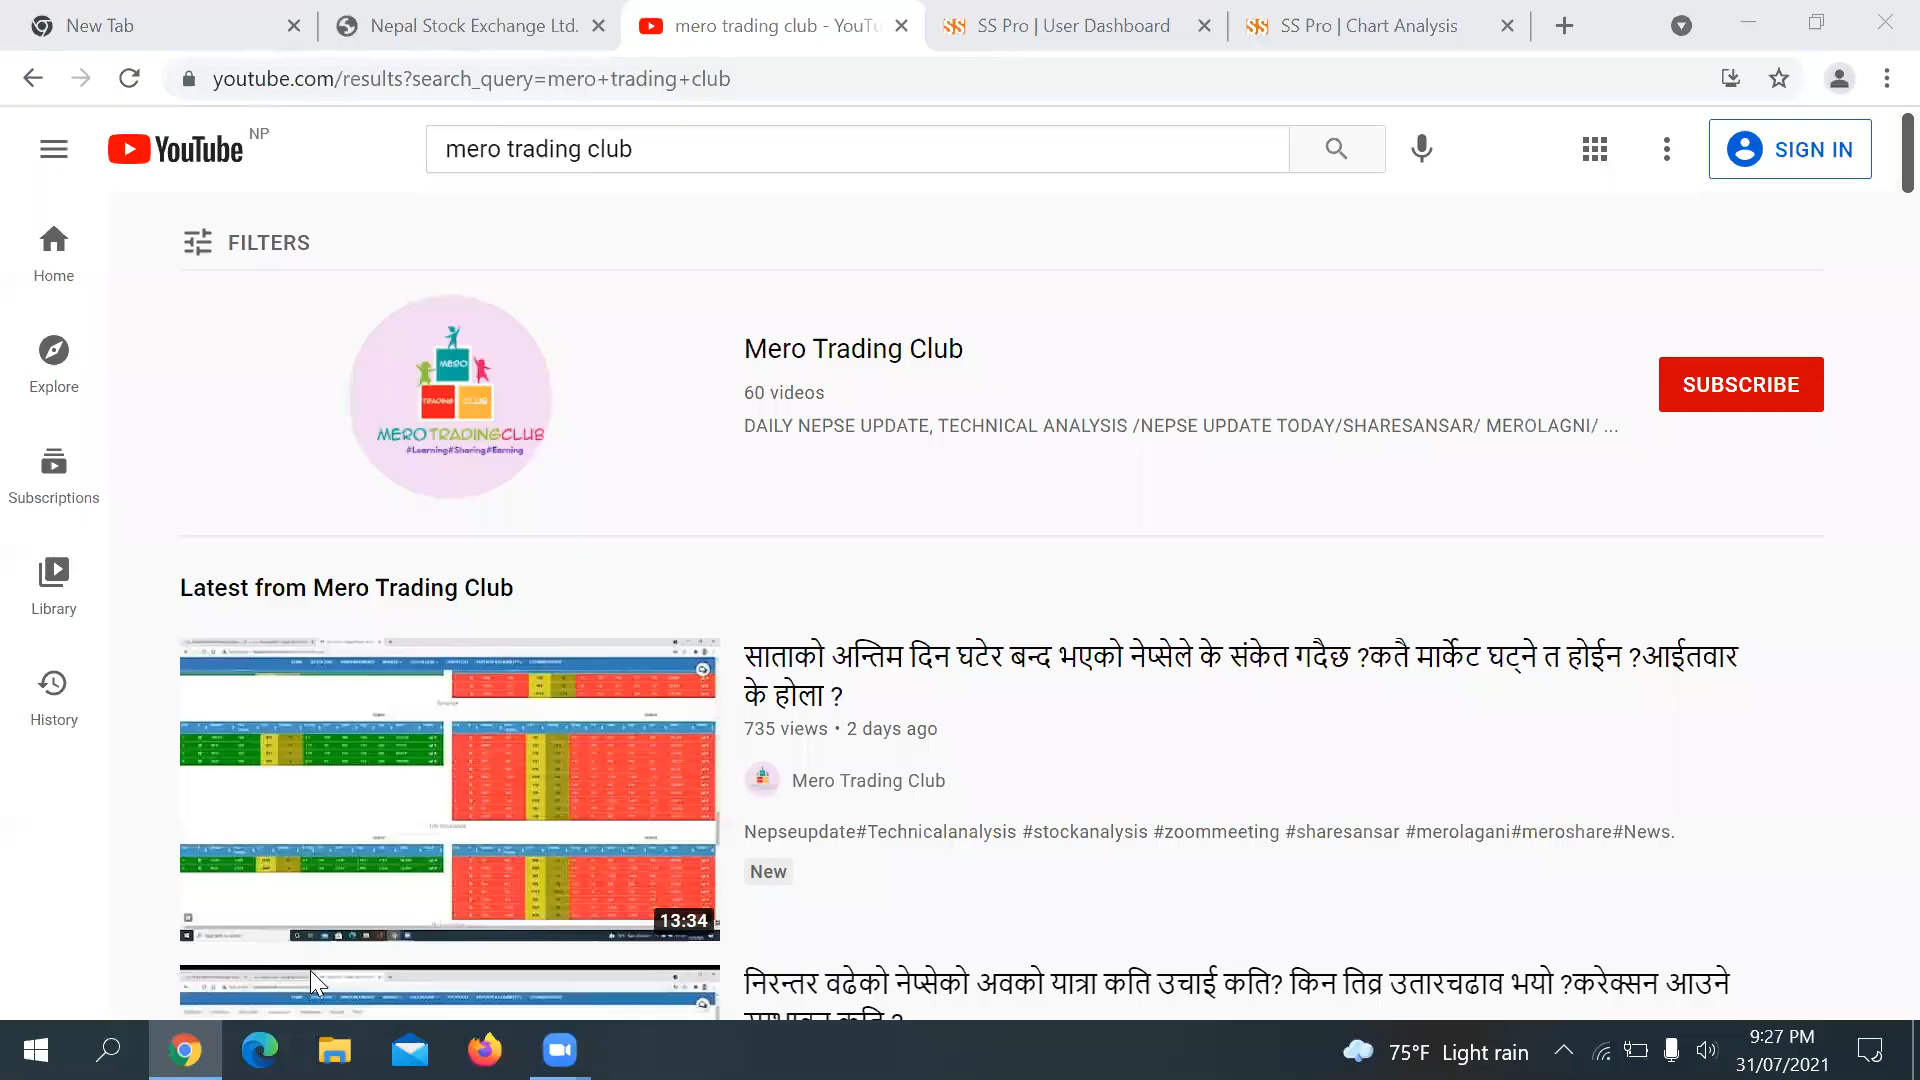 New Tab
Nepal Stock Exchange Ltd.
mero trading club - YouTu
SS Pro | User Dashboard
SS Pro | Chart Analysis
youtube.com/results?search_query=mero+trading+club
YouTube NP
mero trading club
SIGN IN
FILTERS
Home
Explore
Subscriptions
Library
History
MERO
TRADING CLUB
MEROTRADINGCLUB
#Learning#Sharing#Earning
Mero Trading Club
60 videos
DAILY NEPSE UPDATE, TECHNICAL ANALYSIS /NEPSE UPDATE TODAY/SHARESANSAR/ MEROLAGNI/ ...
SUBSCRIBE
Latest from Mero Trading Club
13:34
साताको अन्तिम दिन घटेर बन्द भएको नेप्सेले के संकेत गदैछ ?कतै मार्केट घट्ने त होईन ?आईतवार
के होला ?
735 views • 2 days ago
Mero Trading Club
Nepseupdate#Technicalanalysis #stockanalysis #zoommeeting #sharesansar #merolagani#meroshare#News.
New
निरन्तर वढेको नेप्सेको अवको यात्रा कति उचाई कति? किन तिव्र उतारचढाव भयो ?करेक्सन आउने
75°F Light rain
9:27 PM
31/07/2021